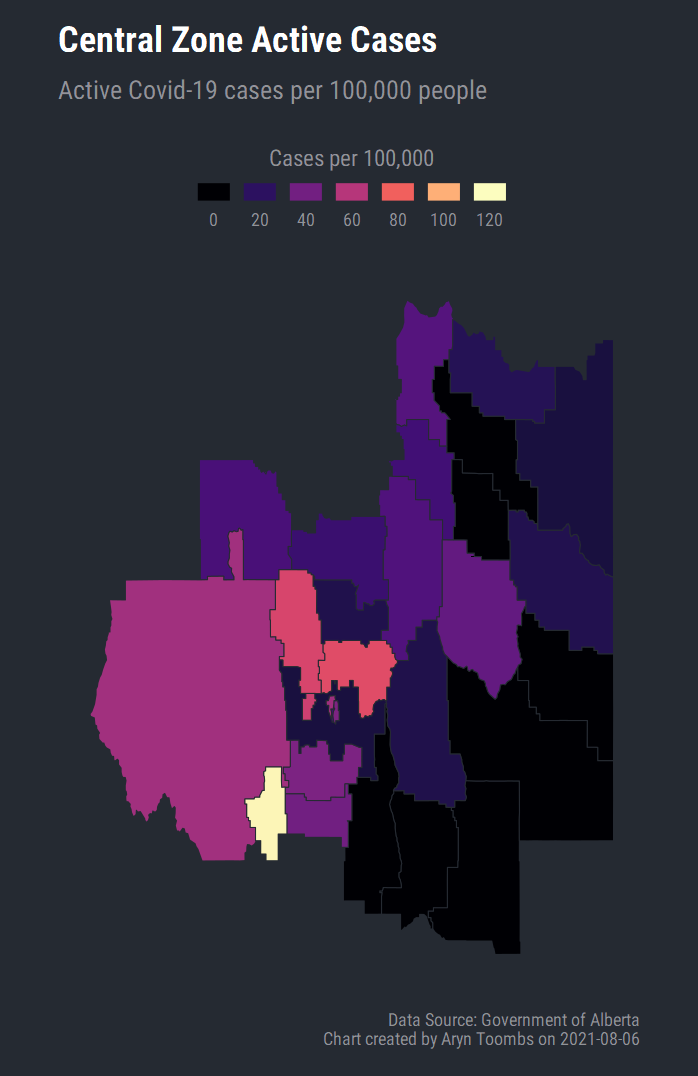 Central Zone Active Cases
Active Covid-19 cases per 100,000 people
Cases per 100,000
0 20 40 60 80 100 120
Data Source: Government of Alberta
Chart created by Aryn Toombs on 2021-08-06